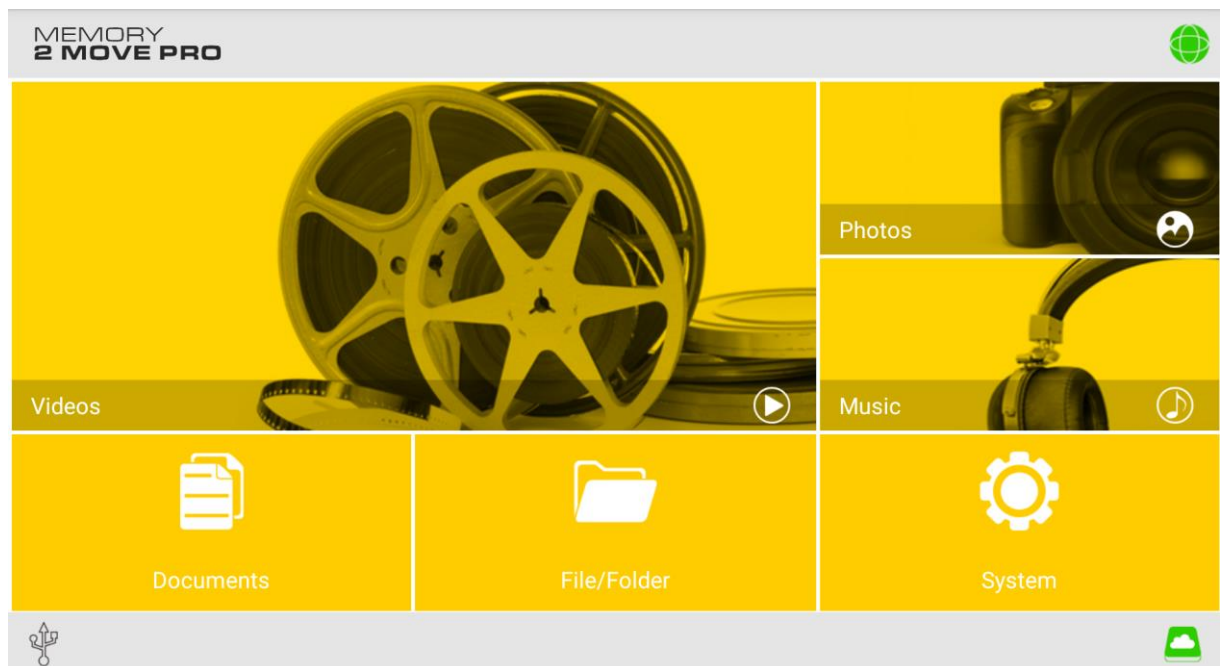 MEMORY
2 MOVE PRO
Photos
Videos
Music
Documents
File/Folder
System